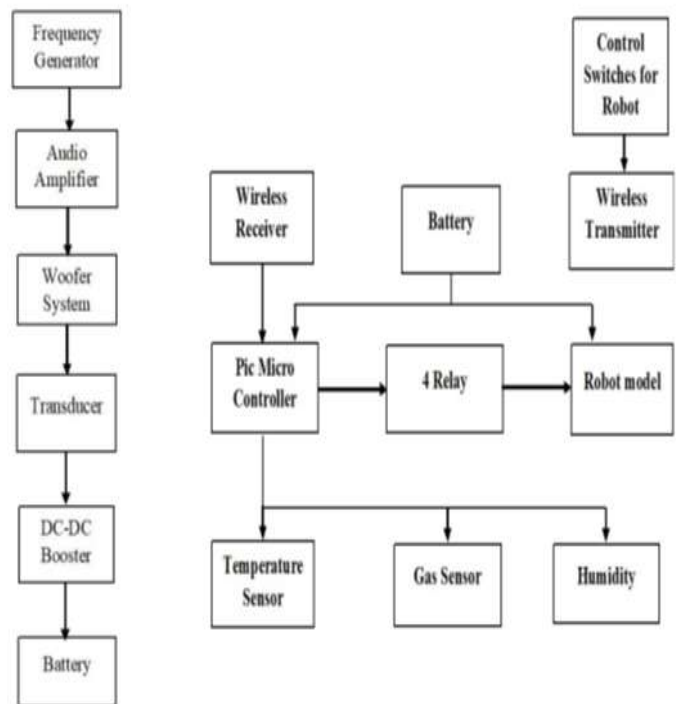 Frequency
Generator
Audio
Amplifier
Woofer
System
Transducer
DC-DC
Booster
Battery
Control
Switches for
Robot
Wireless
Transmitter
Wireless
Receiver
Battery
Pic Micro
Controller
4 Relay
Robot model
Temperature
Sensor
Gas Sensor
Humidity